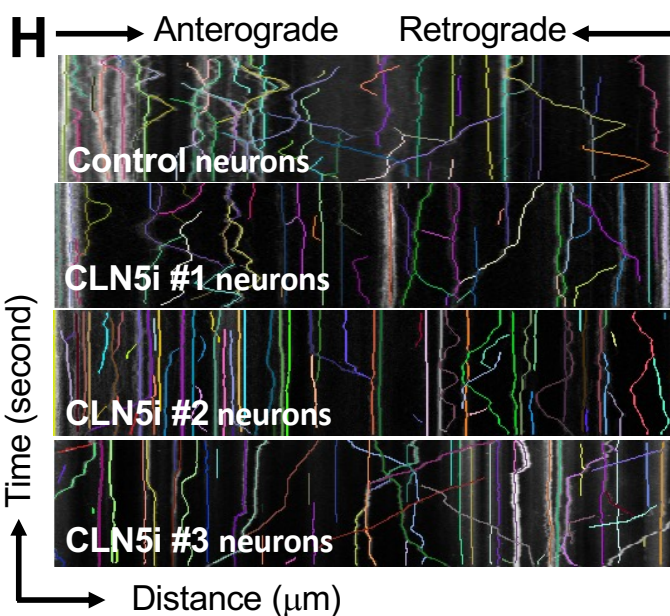 H Anterograde Retrograde
Control neurons
CLN5i #1 neurons
CLN5i #2 neurons
CLN5i #3 neurons
Time (second)
Distance (μm)